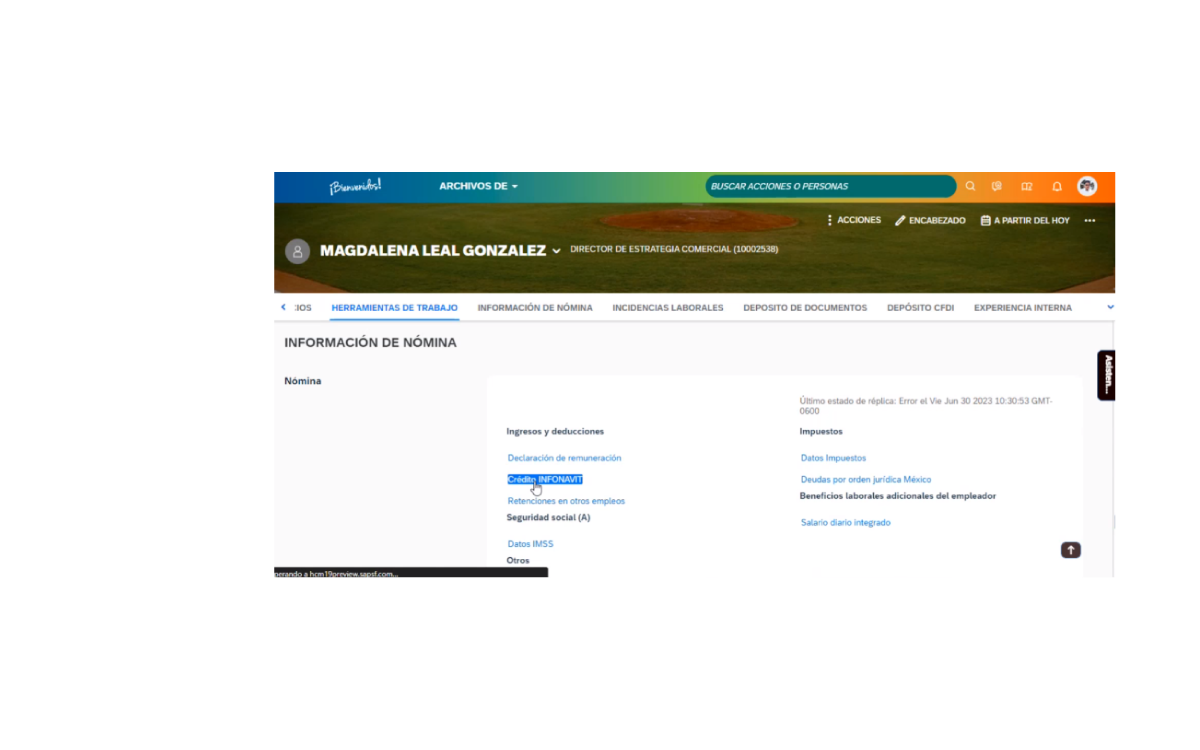 ¡Bienvenidos!
ARCHIVOS DE
BUSCAR ACCIONES O PERSONAS
ACCIONES
ENCABEZADO
A PARTIR DEL HOY
MAGDALENA LEAL GONZALEZ
DIRECTOR DE ESTRATEGIA COMERCIAL (10002538)
IOS
HERRAMIENTAS DE TRABAJO
INFORMACIÓN DE NÓMINA
INCIDENCIAS LABORALES
DEPOSITO DE DOCUMENTOS
DEPÓSITO CFDI
EXPERIENCIA INTERNA
INFORMACIÓN DE NÓMINA
Asisten...
Nómina
Último estado de réplica: Error el Vie Jun 30 2023 10:30:53 GMT-
0600
Ingresos y deducciones
Impuestos
Declaración de remuneración
Datos Impuestos
Crédito INFONAVIT
Deudas por orden jurídica México
Retenciones en otros empleos
Beneficios laborales adicionales del empleador
Seguridad social (A)
Salario diario integrado
Datos IMSS
Otros
perando a hcm19preview.sapsf.com...